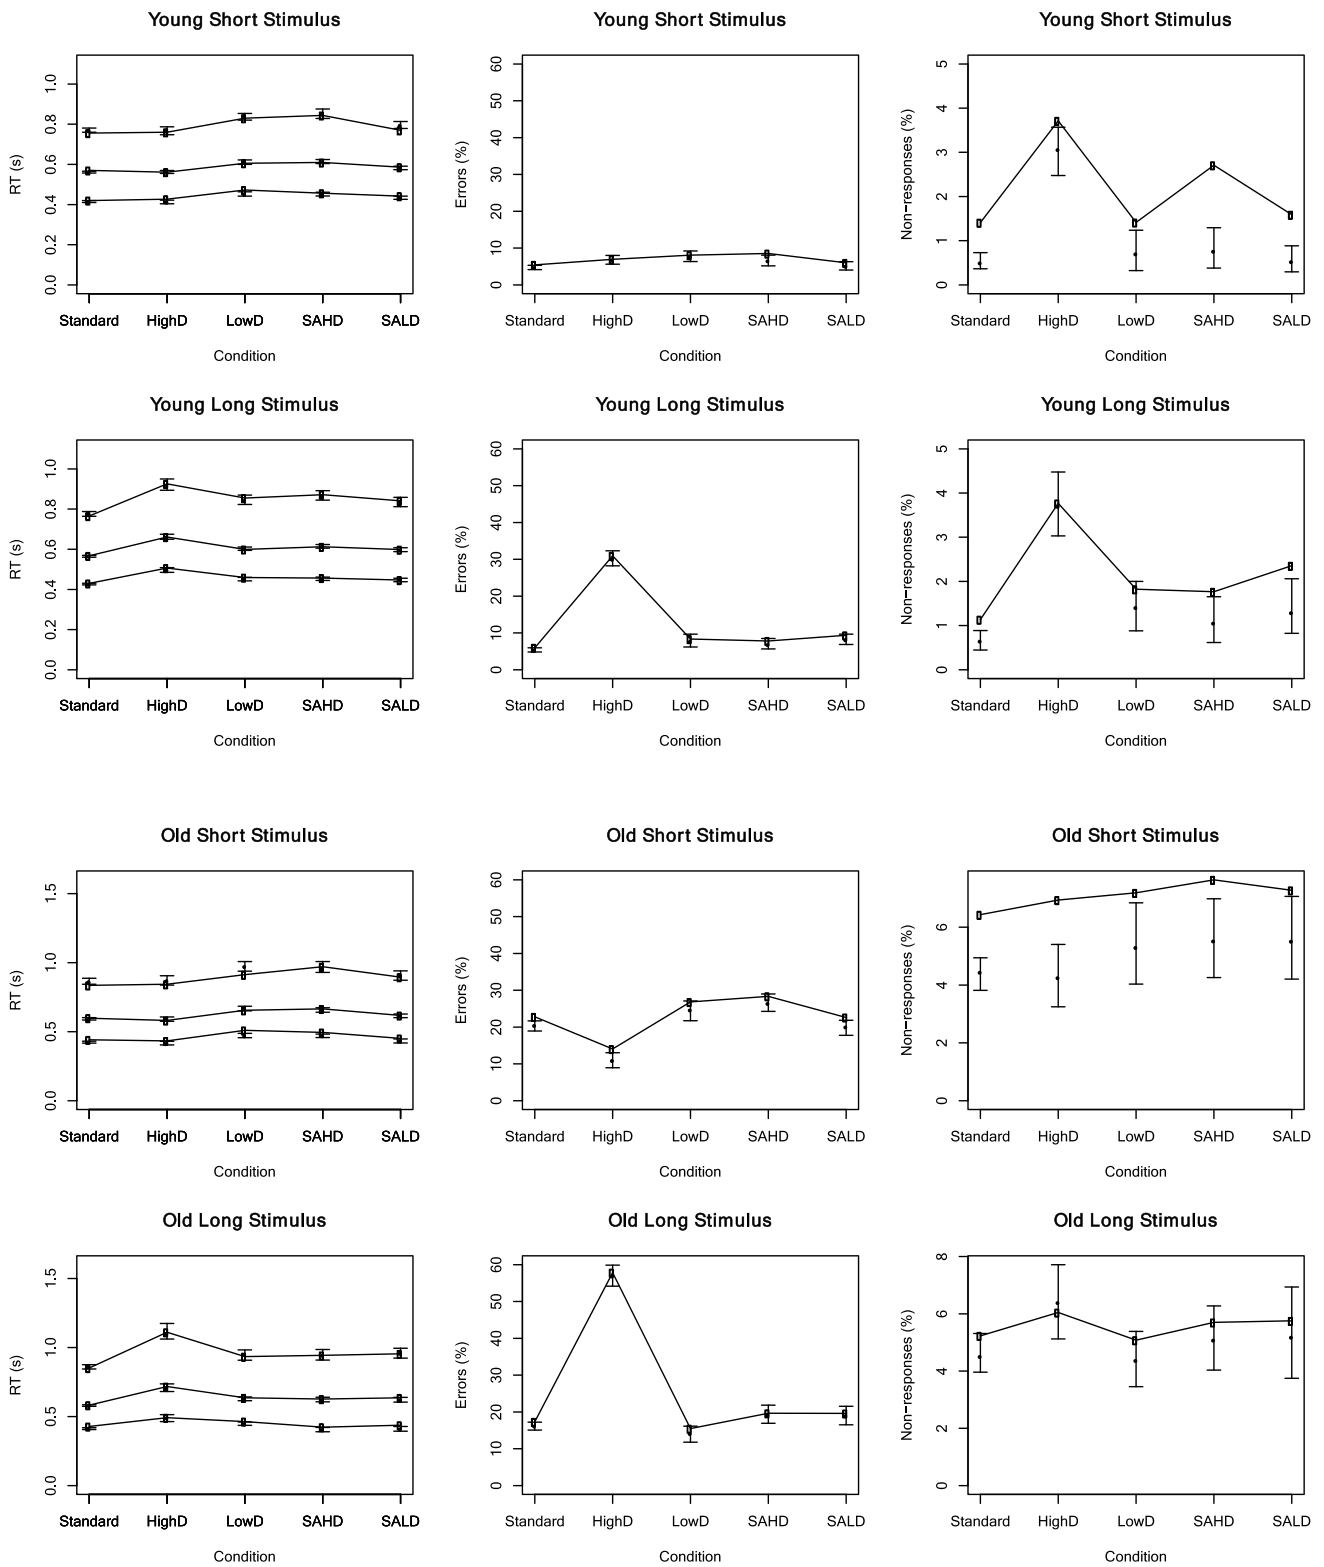 Young Short Stimulus Young Short Stimulus Young Short Stimulus
RT (s)
0.0 0.2 0.4 0.6 0.8 1.0
Errors (%)
0 10 20 30 40 50 60
Non−responses (%)
0 1 2 3 4 5
Standard HighD LowD SAHD SALD Standard HighD LowD SAHD SALD Standard HighD LowD SAHD SALD
Condition Condition Condition
Young Long Stimulus Young Long Stimulus Young Long Stimulus
RT (s)
0.0 0.2 0.4 0.6 0.8 1.0
Errors (%)
0 10 20 30 40 50 60
Non−responses (%)
0 1 2 3 4 5
Standard HighD LowD SAHD SALD Standard HighD LowD SAHD SALD Standard HighD LowD SAHD SALD
Condition Condition Condition
Old Short Stimulus Old Short Stimulus Old Short Stimulus
RT (s)
0.0 0.5 1.0 1.5
Errors (%)
0 10 20 30 40 50 60
Non−responses (%)
0 2 4 6
Standard HighD LowD SAHD SALD Standard HighD LowD SAHD SALD Standard HighD LowD SAHD SALD
Condition Condition Condition
Old Long Stimulus Old Long Stimulus Old Long Stimulus
RT (s)
0.0 0.5 1.0 1.5
Errors (%)
0 10 20 30 40 50 60
Non−responses (%)
0 2 4 6 8
Standard HighD LowD SAHD SALD Standard HighD LowD SAHD SALD Standard HighD LowD SAHD SALD
Condition Condition Condition